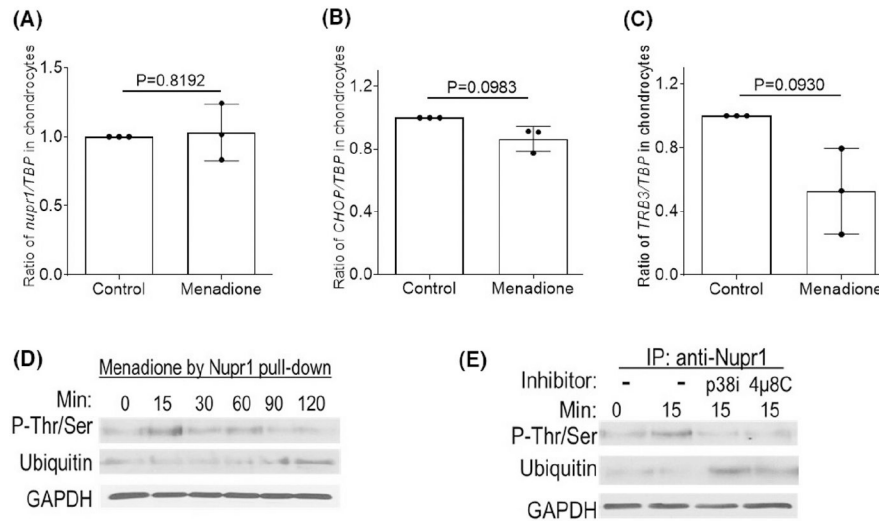 (A)
Ratio of nupr1/TBP in chondrocytes
1.5
1.0
0.5
0.0
P=0.8192
Control Menadione
(B)
Ratio of CHOP/TBP in chondrocytes
1.2
0.8
0.4
0.0
P=0.0983
Control Menadione
(C)
Ratio of TRB3/TBP in chondrocytes
1.2
0.8
0.4
0.0
P=0.0930
Control Menadione
(D)
Menadione by Nupr1 pull-down
Min: 0 15 30 60 90 120
P-Thr/Ser
Ubiquitin
GAPDH
(E)
IP: anti-Nupr1
Inhibitor: - - p38i 4µ8C
Min: 0 15 15 15
P-Thr/Ser
Ubiquitin
GAPDH